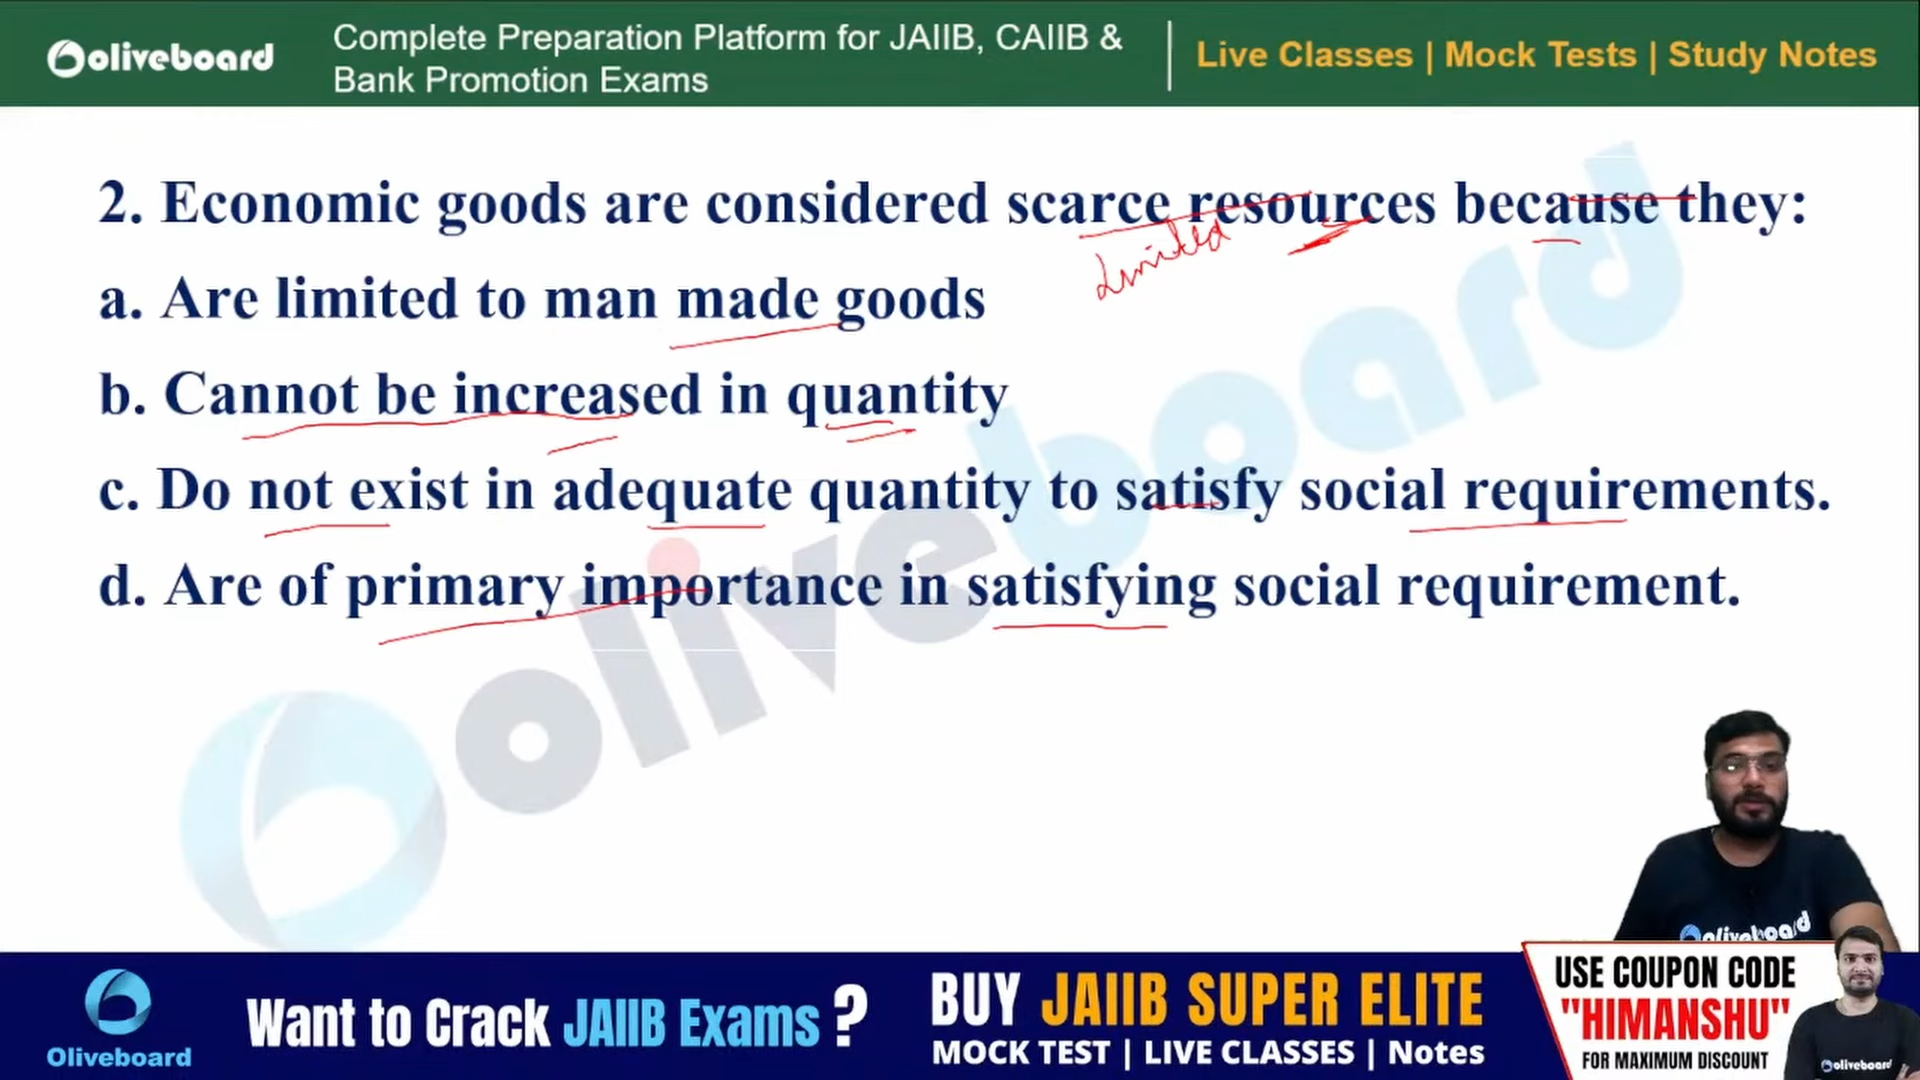 oliveboard
Complete Preparation Platform for JAIIB, CAIIB &
Bank Promotion Exams
Live Classes | Mock Tests | Study Notes
2. Economic goods are considered scarce resources because they:
Limited
a. Are limited to man made goods
b. Cannot be increased in quantity
c. Do not exist in adequate quantity to satisfy social requirements.
d. Are of primary importance in satisfying social requirement.
oliveboard
oliveboard
Oliveboard
Want to Crack JAIIB Exams ?
BUY JAIIB SUPER ELITE
MOCK TEST | LIVE CLASSES | Notes
USE COUPON CODE
"HIMANSHU"
FOR MAXIMUM DISCOUNT
oliveboard